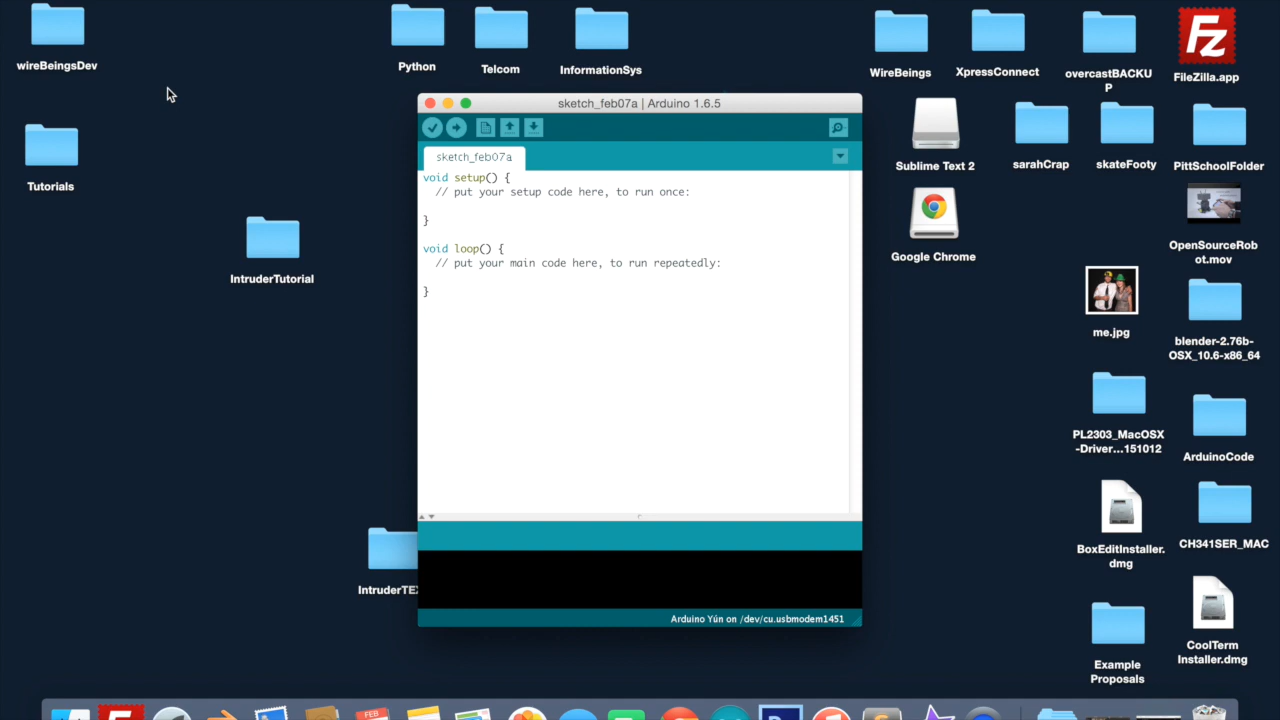 wireBeingsDev
Python
Telcom
InformationSys
WireBeings
XpressConnect
overcastBACKU
P
Fz
FileZilla.app
Tutorials
IntruderTutorial
Sublime Text 2
sarahCrap
skateFooty
PittSchoolFolder
Google Chrome
OpenSourceRob
ot.mov
me.jpg
blender-2.76b-
OSX_10.6-x86_64
PL2303_MacOSX
-Driver...151012
ArduinoCode
BoxEditInstaller.
dmg
CH341SER_MAC
IntruderTE
Example
Proposals
CoolTerm
Installer.dmg
sketch_feb07a | Arduino 1.6.5
sketch_feb07a
void setup() {
// put your setup code here, to run once:
}
void loop() {
// put your main code here, to run repeatedly:
}
Arduino Yún on /dev/cu.usbmodem1451
FEB